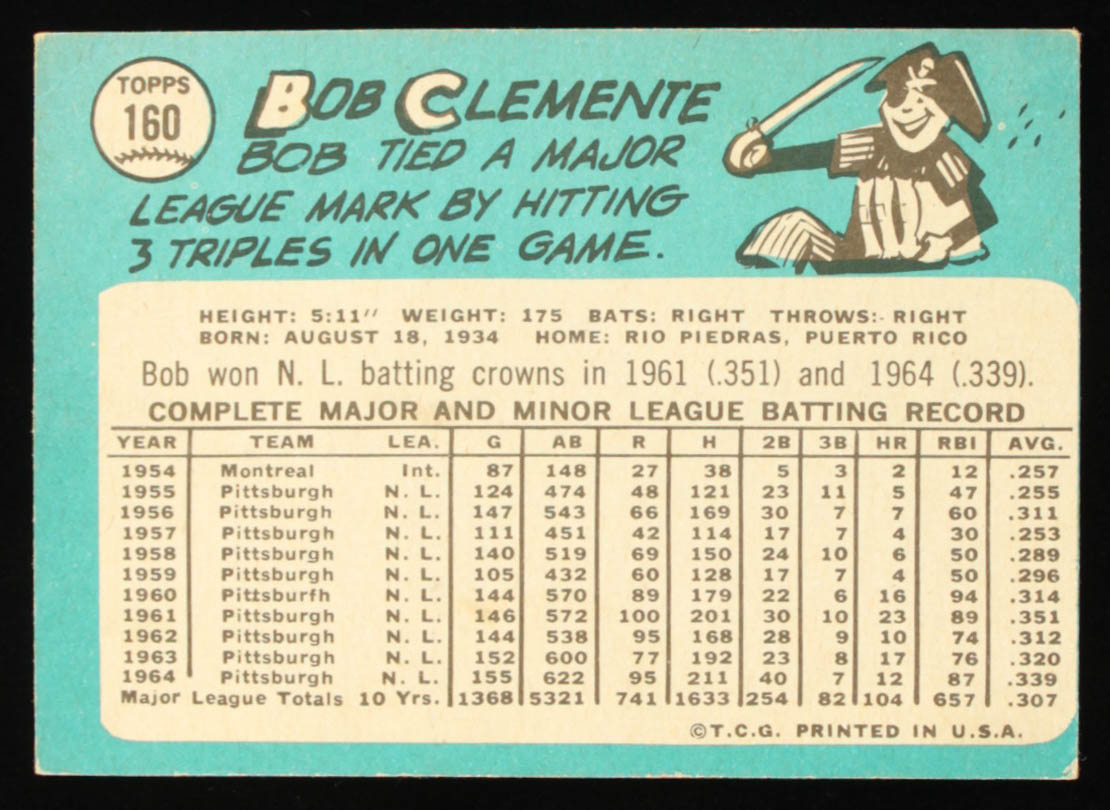 TOPPS
160
BOB CLEMENTE
BOB TIED A MAJOR
LEAGUE MARK BY HITTING
3 TRIPLES IN ONE GAME.
P
HEIGHT: 5:11″ WEIGHT: 175 BATS: RIGHT THROWS: RIGHT
BORN: AUGUST 18, 1934 HOME: RIO PIEDRAS, PUERTO RICO
Bob won N. L. batting crowns in 1961 (.351) and 1964 (.339).
COMPLETE MAJOR AND MINOR LEAGUE BATTING RECORD
YEAR TEAM LEA. G AB R H 2B 3B HR RBI AVG.
1954 Montreal Int. 87 148 27 38 5 3 2 12 .257
1955 Pittsburgh N. L. 124 474 48 121 23 11 5 47 .255
1956 Pittsburgh N. L. 147 543 66 169 30 7 7 60 .311
1957 Pittsburgh N. L. 111 451 42 114 17 7 4 30 .253
1958 Pittsburgh N. L. 140 519 69 150 24 10 6 50 .289
1959 Pittsburgh N. L. 105 432 60 128 17 7 4 50 .296
1960 Pittsburfh N. L. 144 570 89 179 22 6 16 94 .314
1961 Pittsburgh N. L. 146 572 100 201 30 10 23 89 .351
1962 Pittsburgh N. L. 144 538 95 168 28 9 10 74 .312
1963 Pittsburgh N. L. 152 600 77 192 23 8 17 76 .320
1964 Pittsburgh N. L. 155 622 95 211 40 7 12 87 .339
Major League Totals 10 Yrs. 1368 5321 741 1633 254 82 104 657 .307
©T.C.G. PRINTED IN U.S.A.